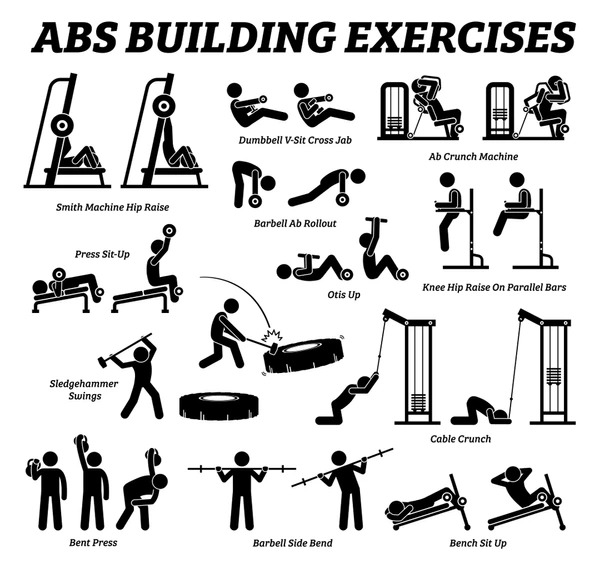 ABS BUILDING EXERCISES
Smith Machine Hip Raise
Dumbbell V-Sit Cross Jab
Ab Crunch Machine
Press Sit-Up
Barbell Ab Rollout
Otis Up
Knee Hip Raise On Parallel Bars
Sledgehammer
Swings
Cable Crunch
Bent Press
Barbell Side Bend
Bench Sit Up